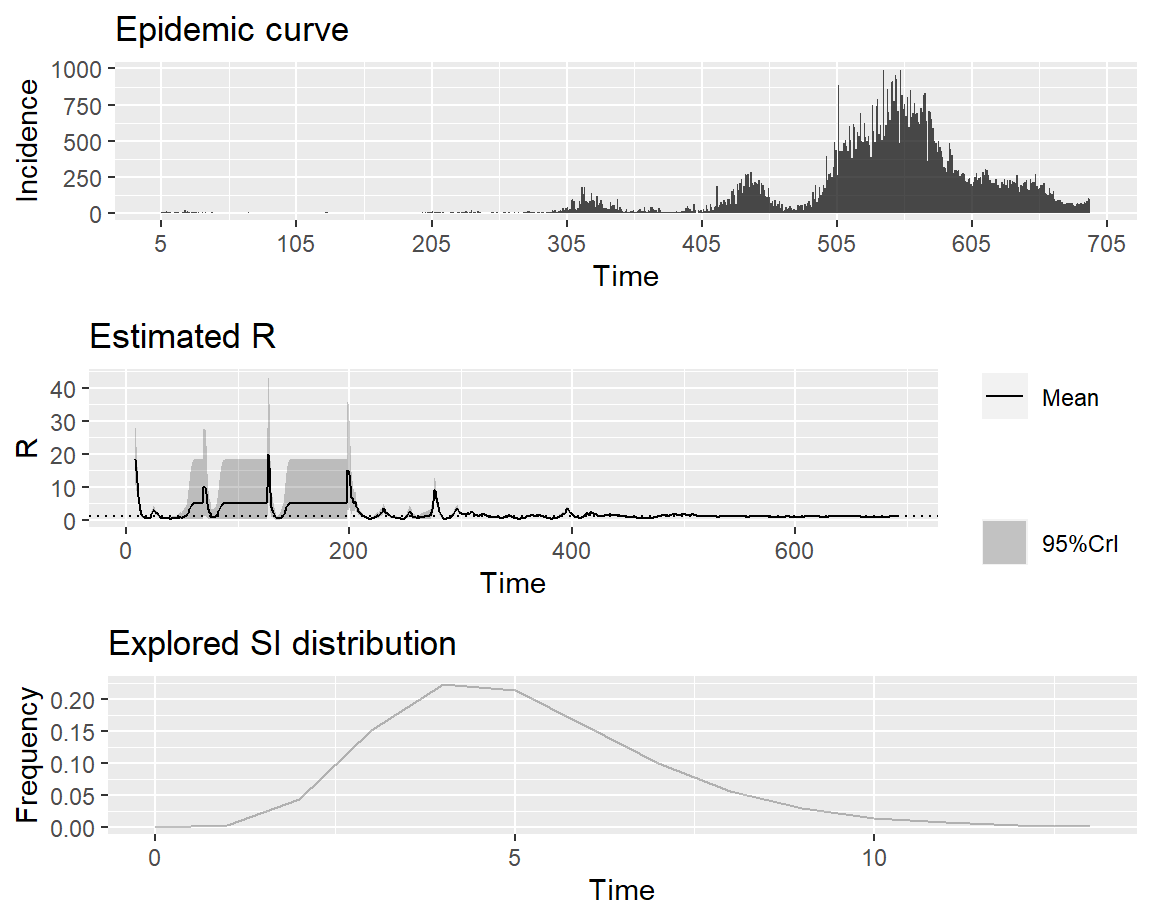 Epidemic curve
1000
750
500
250
0
Incidence
5 105 205 305 405 505 605 705
Time
Estimated R
40
30
20
10
0
R
0 200 400 600
Time
Mean
95%CrI
Explored SI distribution
0.20
0.15
0.10
0.05
0.00
Frequency
0 5 10
Time